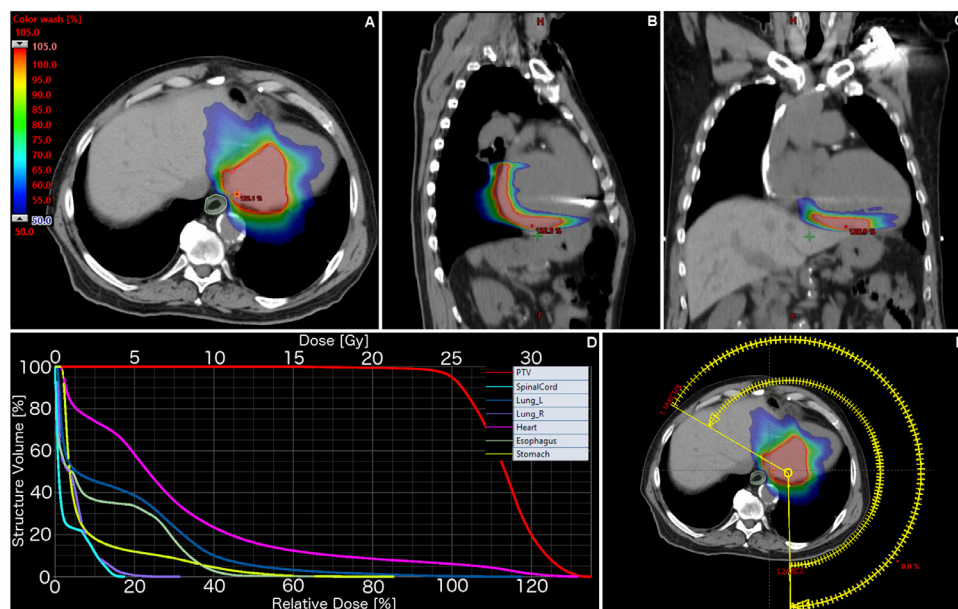 Color wash [%]
105.0
105.0
100.0
95.0
90.0
85.0
80.0
75.0
70.0
65.0
60.0
55.0
50.0
50.0
A
H
B
F
H
F
Dose [Gy]
D
0 5 10 15 20 25 30
100
80
60
40
20
0
Structure Volume [%]
PTV
SpinalCord
Lung_L
Lung_R
Heart
Esophagus
Stomach
0 20 40 60 80 100 120
Relative Dose [%]
0.0 %